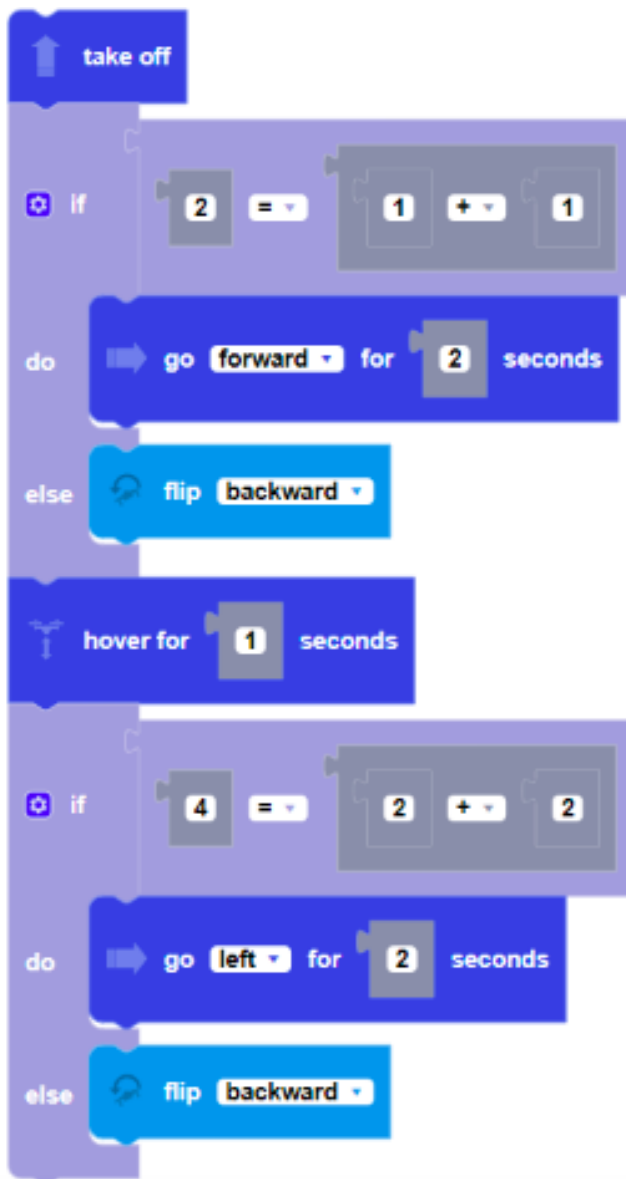 take off
if 2 = 1 + 1
do go forward for 2 seconds
else flip backward
hover for 1 seconds
if 4 = 2 + 2
do go left for 2 seconds
else flip backward